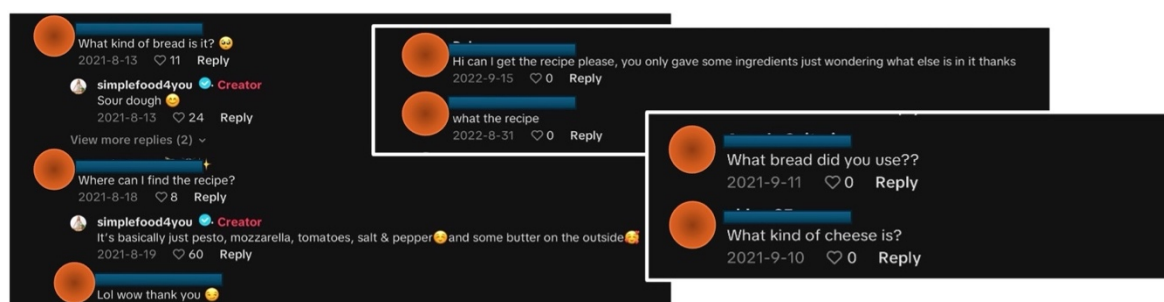 What kind of bread is it? 🥺
2021-8-13 ♡ 11 Reply
simplefood4you Creator
Sour dough 😊
2021-8-13 ♡ 24 Reply
View more replies (2)
Where can I find the recipe?
2021-8-18 ♡ 8 Reply
simplefood4you Creator
It's basically just pesto, mozzarella, tomatoes, salt & pepper☺️and some butter on the outside🥰
2021-8-19 ♡ 60 Reply
Lol wow thank you 😏
Hi can I get the recipe please, you only gave some ingredients just wondering what else is in it thanks
2022-9-15 ♡ 0 Reply
what the recipe
2022-8-31 ♡ 0 Reply
What bread did you use??
2021-9-11 ♡ 0 Reply
What kind of cheese is?
2021-9-10 ♡ 0 Reply